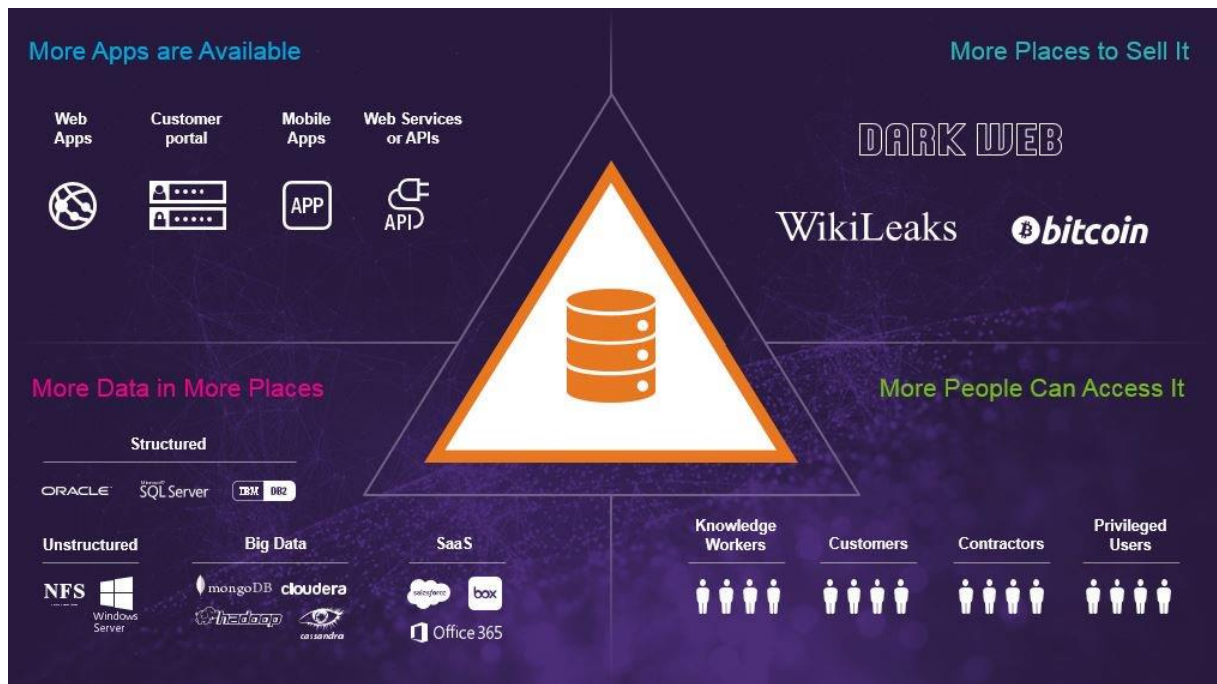 More Apps are Available
Web
Apps
Customer
portal
Mobile
Apps
Web Services
or APIs
APP
API
More Places to Sell It
DARK WEB
WikiLeaks
bitcoin
More Data in More Places
Structured
ORACLE
Microsoft
SQL Server
IBM DB2
Unstructured
NFS
Windows
Server
Big Data
mongoDB
cloudera
hadoop
cassandra
SaaS
salesforce
box
Office 365
More People Can Access It
Knowledge
Workers
Customers
Contractors
Privileged
Users